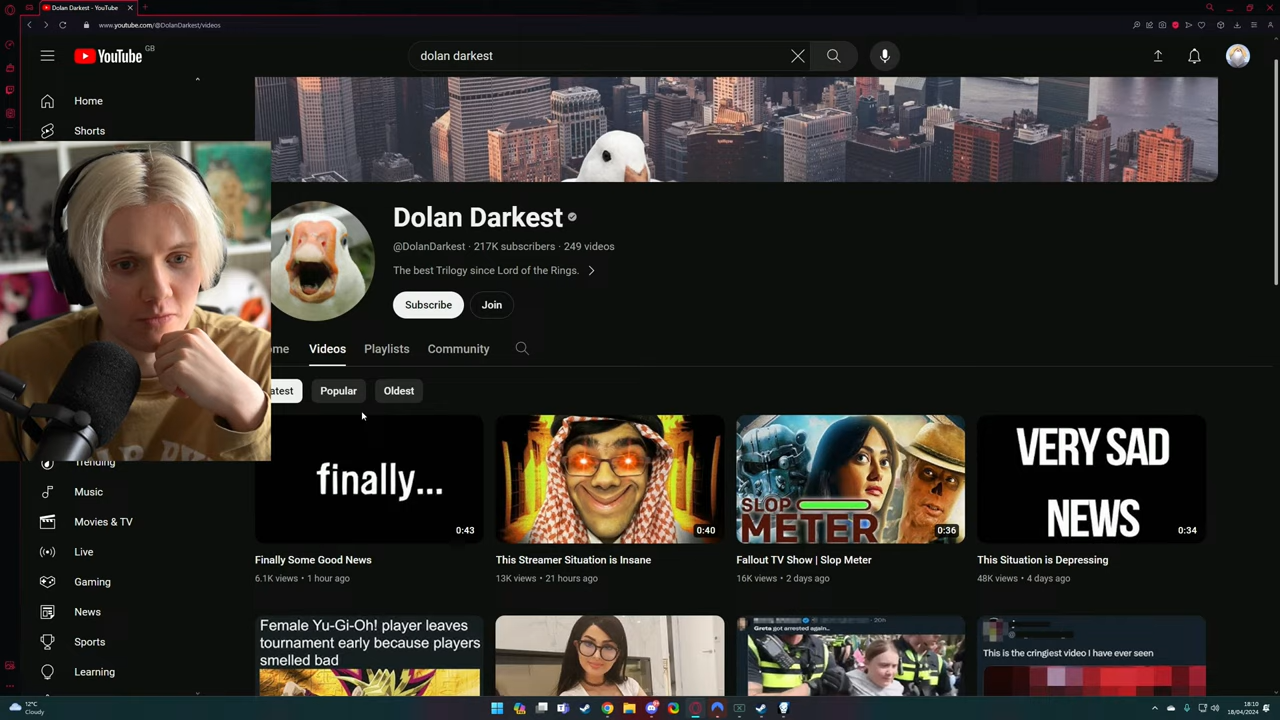 Dolan Darkest - YouTube
www.youtube.com/@DolanDarkest/videos
YouTube GB
dolan darkest
Home
Shorts
Dolan Darkest
@DolanDarkest · 217K subscribers · 249 videos
The best Trilogy since Lord of the Rings.
Subscribe
Join
Videos
Playlists
Community
Popular
Oldest
finally...
0:43
0:40
SLOP
METER
0:36
VERY SAD
NEWS
0:34
Finally Some Good News
6.1K views · 1 hour ago
This Streamer Situation is Insane
13K views · 21 hours ago
Fallout TV Show | Slop Meter
16K views · 2 days ago
This Situation is Depressing
48K views · 4 days ago
Trending
Music
Movies & TV
Live
Gaming
News
Sports
Learning
Female Yu-Gi-Oh! player leaves
tournament early because players
smelled bad
Greta got arrested again...
20h
This is the cringiest video I have ever seen
12°C
Cloudy
18:10
18/04/2024